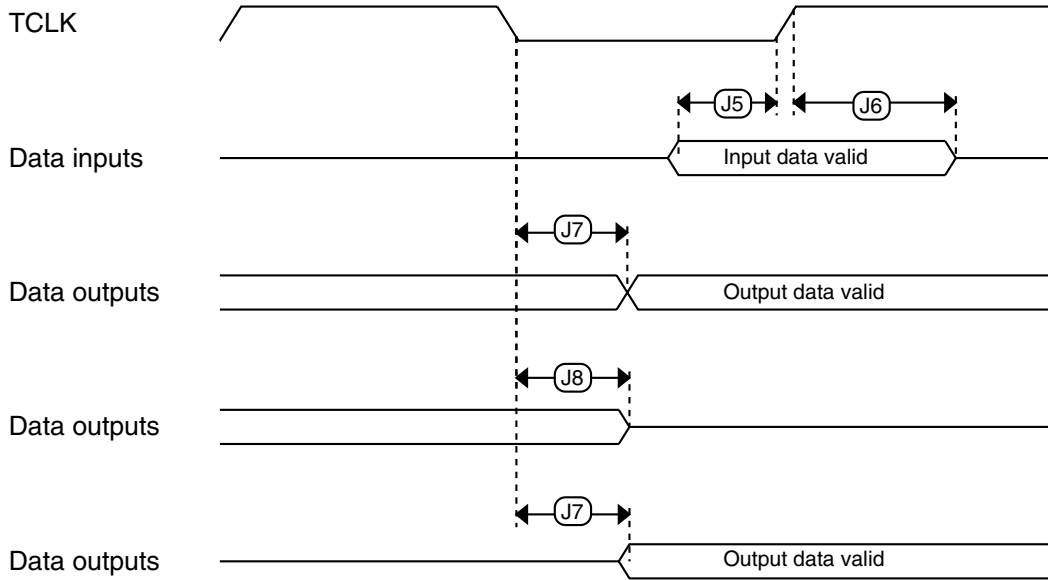 TCLK
J5
J6
Data inputs
Input data valid
J7
Data outputs
Output data valid
J8
Data outputs
J7
Data outputs
Output data valid